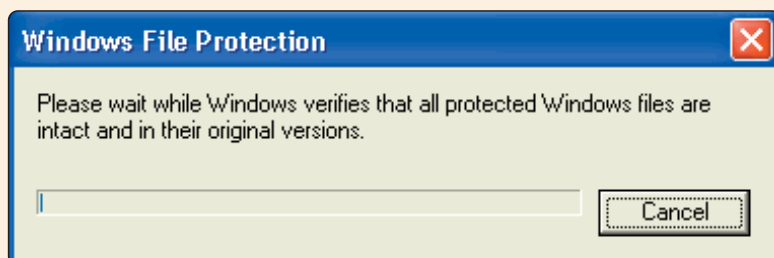 Windows File Protection
Please wait while Windows verifies that all protected Windows files are
intact and in their original versions.
Cancel